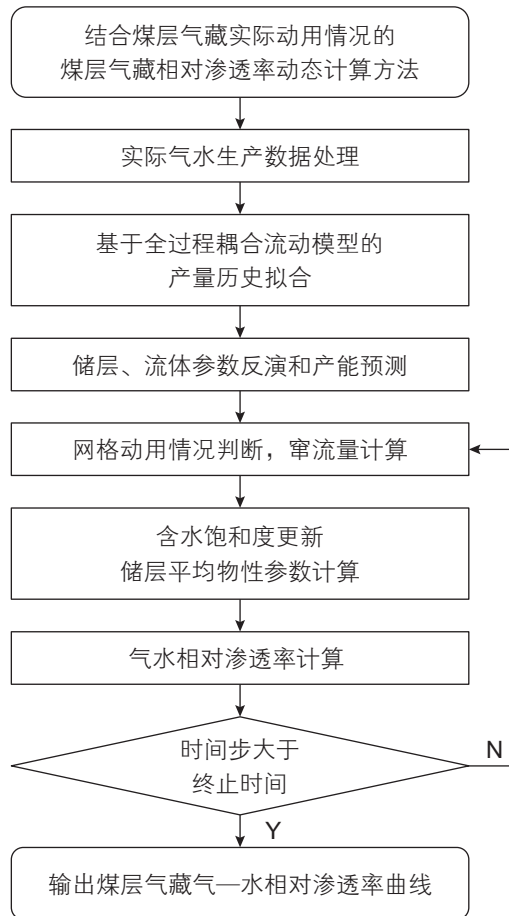 结合煤层气藏实际动用情况的
煤层气藏相对渗透率动态计算方法
实际气水生产数据处理
基于全过程耦合流动模型的
产量历史拟合
储层、流体参数反演和产能预测
网格动用情况判断，窜流量计算
含水饱和度更新
储层平均物性参数计算
气水相对渗透率计算
时间步大于
终止时间
N
Y
输出煤层气藏气—水相对渗透率曲线